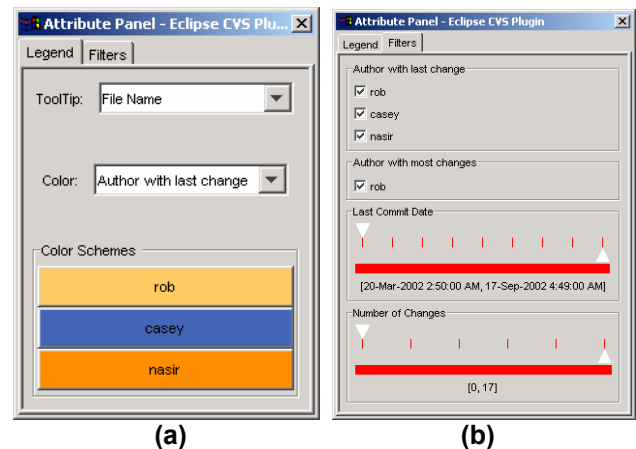 Attribute Panel - Eclipse CVS Plu...
Legend
Filters
ToolTip:
File Name
Color:
Author with last change
Color Schemes
rob
casey
nasir
(a)
Attribute Panel - Eclipse CVS Plugin
Legend
Filters
Author with last change
rob
casey
nasir
Author with most changes
rob
Last Commit Date
[20-Mar-2002 2:50:00 AM, 17-Sep-2002 4:49:00 AM]
Number of Changes
[0, 17]
(b)